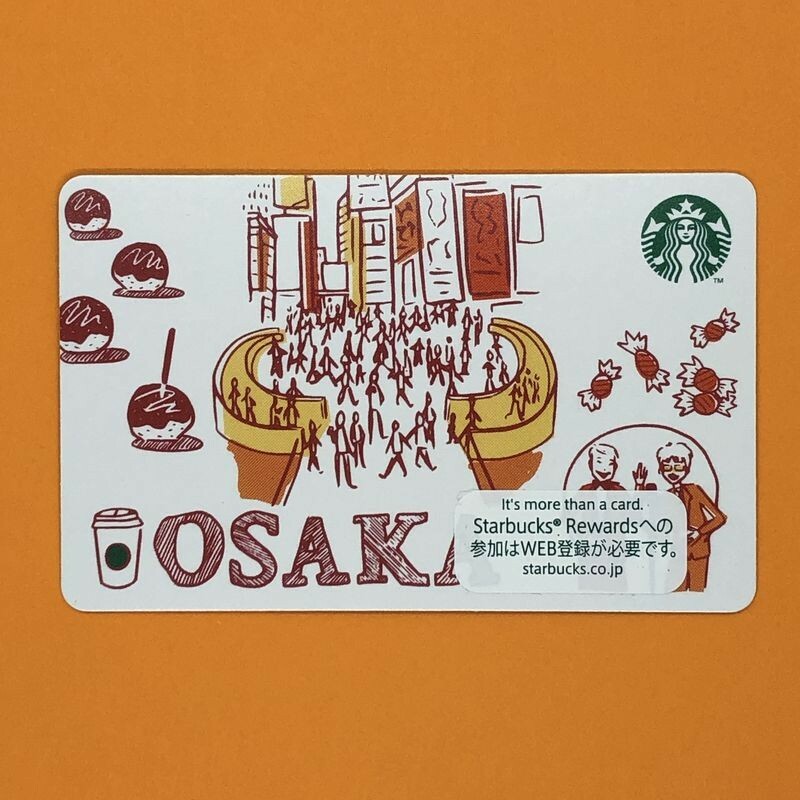 TM
OSAKA
It's more than a card.
Starbucks® Rewardsへの
参加はWEB登録が必要です。
starbucks.co.jp